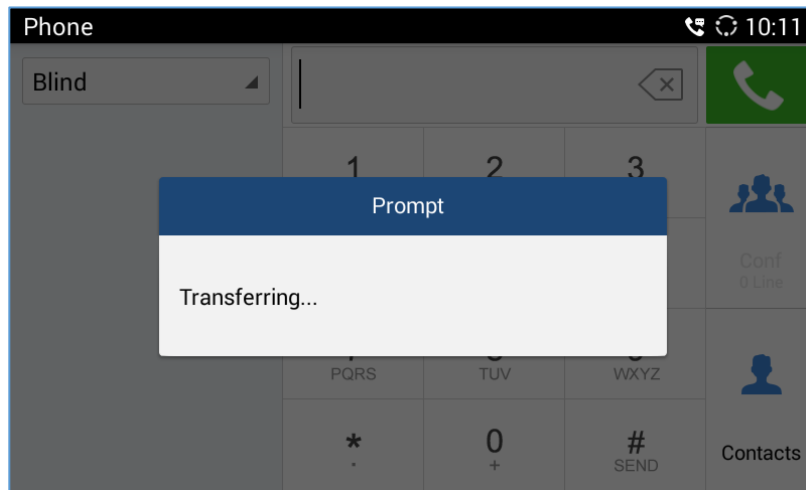 Phone
10:11
Blind
1
2
3
Prompt
Conf
0 Line
Transferring...
PQRS
TUV
WXYZ
*
0
#
.
+
SEND
Contacts